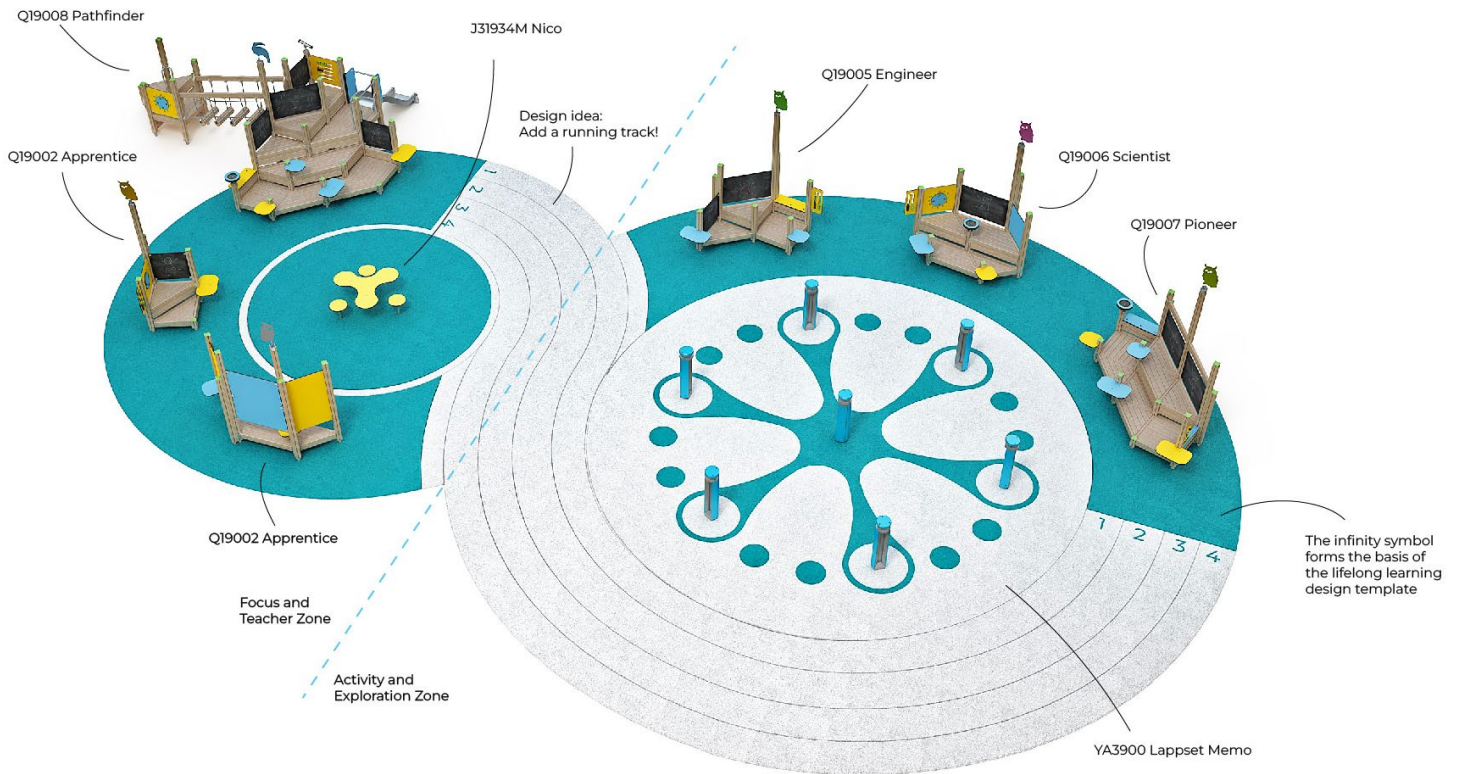 Q19008 Pathfinder
J31934M Nico
Q19005 Engineer
Design idea:
Add a running track!
Q19002 Apprentice
Q19006 Scientist
Q19007 Pioneer
1
2
3
4
Q19002 Apprentice
1
2
3
4
The infinity symbol
forms the basis of
the lifelong learning
design template
Focus and
Teacher Zone
Activity and
Exploration Zone
YA3900 Lappset Memo